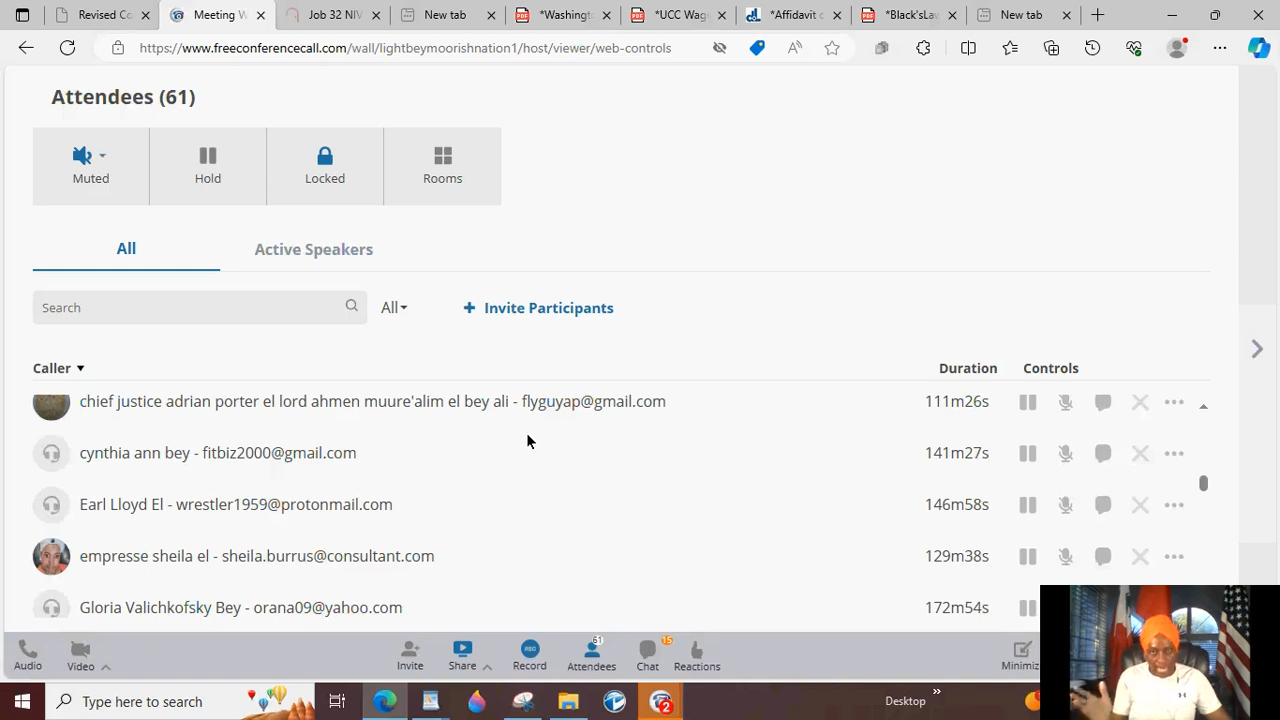 Revised Co
Meeting W
Job 32 NIV
New tab
*Washingto
*UCC Wag
*Affidavit o
*Black'sLav
New tab
https://www.freeconferencecall.com/wall/lightbeymoorishnation1/host/viewer/web-controls
Attendees (61)
Muted Hold Locked Rooms
All Active Speakers
Search All + Invite Participants
Caller Duration Controls
chief justice adrian porter el lord ahmen muure'alim el bey ali - flyguyap@gmail.com 111m26s
cynthia ann bey - fitbiz2000@gmail.com 141m27s
Earl Lloyd El - wrestler1959@protonmail.com 146m58s
empresse sheila el - sheila.burrus@consultant.com 129m38s
Gloria Valichkofsky Bey - orana09@yahoo.com 172m54s
61 15
Audio Video Invite Share Record Attendees Chat Reactions Minimiz
Type here to search 2 Desktop »